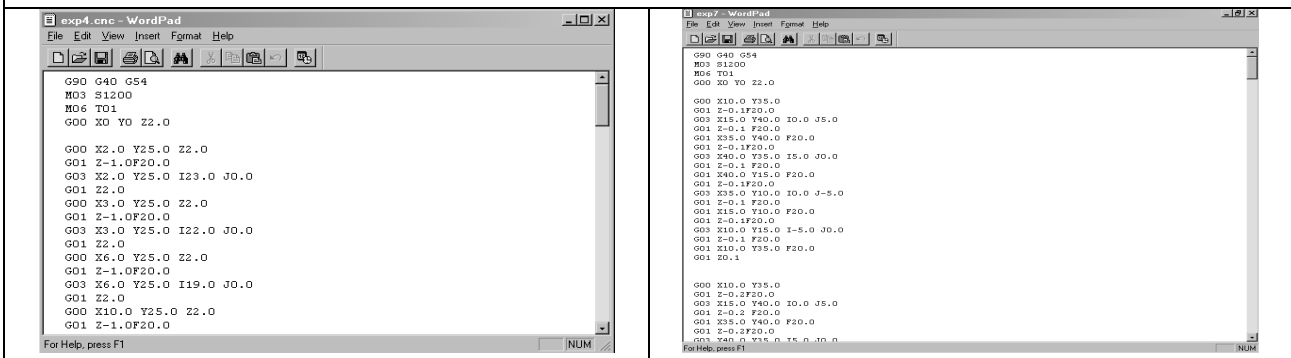 exp4.cnc - WordPad
File Edit View Insert Format Help
G90 G40 G54
M03 S1200
M06 T01
G00 X0 Y0 Z2.0
G00 X2.0 Y25.0 Z2.0
G01 Z-1.0F20.0
G03 X2.0 Y25.0 I23.0 J0.0
G01 Z2.0
G00 X3.0 Y25.0 Z2.0
G01 Z-1.0F20.0
G03 X3.0 Y25.0 I22.0 J0.0
G01 Z2.0
G00 X6.0 Y25.0 Z2.0
G01 Z-1.0F20.0
G03 X6.0 Y25.0 I19.0 J0.0
G01 Z2.0
G00 X10.0 Y25.0 Z2.0
G01 Z-1.0F20.0
For Help, press F1
NUM
exp7 - WordPad
File Edit View Insert Format Help
G90 G40 G54
M03 S1200
M06 T01
G00 X0 Y0 Z2.0
G00 X10.0 Y35.0
G01 Z-0.1F20.0
G03 X15.0 Y40.0 I0.0 J5.0
G01 Z-0.1 F20.0
G01 X35.0 Y40.0 F20.0
G01 Z-0.1F20.0
G03 X40.0 Y35.0 I5.0 J0.0
G01 Z-0.1 F20.0
G01 X40.0 Y15.0 F20.0
G01 Z-0.1F20.0
G03 X35.0 Y10.0 I0.0 J-5.0
G01 Z-0.1 F20.0
G01 X15.0 Y10.0 F20.0
G01 Z-0.1F20.0
G03 X10.0 Y15.0 I-5.0 J0.0
G01 Z-0.1 F20.0
G01 X10.0 Y35.0 F20.0
G01 Z0.1
G00 X10.0 Y35.0
G01 Z-0.2F20.0
G03 X15.0 Y40.0 I0.0 J5.0
G01 Z-0.2 F20.0
G01 X35.0 Y40.0 F20.0
G01 Z-0.2F20.0
G03 X40.0 Y35.0 I5.0 J0.0
For Help, press F1
NUM